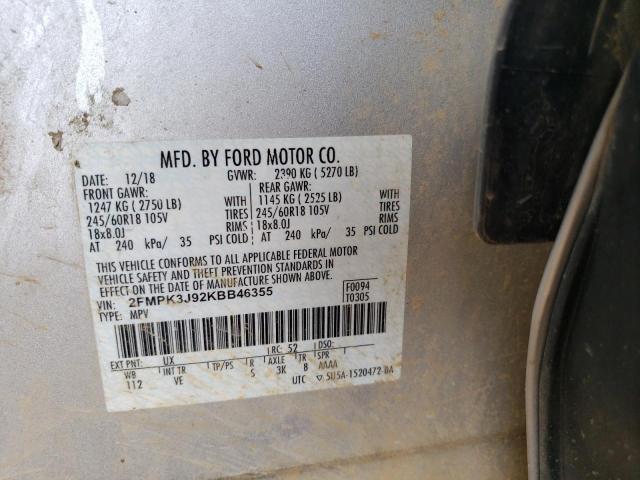 MFD. BY FORD MOTOR CO.
DATE: 12/18 GVWR: 2390 KG ( 5270 LB)
FRONT GAWR: REAR GAWR:
1247 KG ( 2750 LB) WITH 1145 KG ( 2525 LB) WITH
245/60R18 105V TIRES 245/60R18 105V TIRES
18x8.0J RIMS 18x8.0J RIMS
AT 240 kPa/ 35 PSI COLD AT 240 kPa/ 35 PSI COLD
THIS VEHICLE CONFORMS TO ALL APPLICABLE FEDERAL MOTOR
VEHICLE SAFETY AND THEFT PREVENTION STANDARDS IN
EFFECT ON THE DATE OF MANUFACTURE SHOWN ABOVE.
VIN: 2FMPK3J92KBB46355 F0094
TYPE: MPV T0305
EXT PNT: UX RC: 52 DSO:
WB INT TR TP/PS R AXLE TR SPR
112 VE S 3K 8 AAAA
UTC ▽ 5U5A-1520472-BA